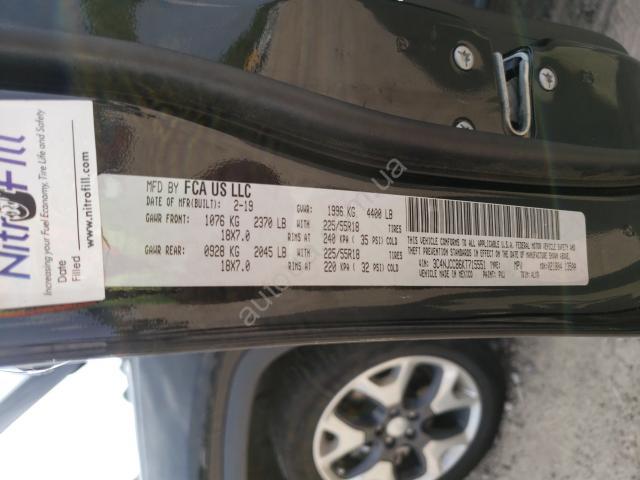 NitroFill
Increasing your Fuel Economy, Tire Life and Safety
www.nitrofill.com
Date
Filled
MFD BY FCA US LLC
DATE OF MFR(BUILT): 2-19 GVWR: 1996 KG 4400 LB
GAWR FRONT: 1076 KG 2370 LB WITH 225/55R18
18X7.0 RIMS AT 240 KPA ( 35 PSI) COLD
GAWR REAR: 0928 KG 2045 LB WITH 225/55R18
18X7.0 RIMS AT 220 KPA ( 32 PSI) COLD
THIS VEHICLE CONFORMS TO ALL APPLICABLE U.S.A. FEDERAL MOTOR VEHICLE SAFETY AND
THEFT PREVENTION STANDARDS IN EFFECT ON THE DATE OF MANUFACTURE SHOWN ABOVE.
VIN: TYPE: MPV
VEHICLE MADE IN MEXICO PAINT: TRIM: